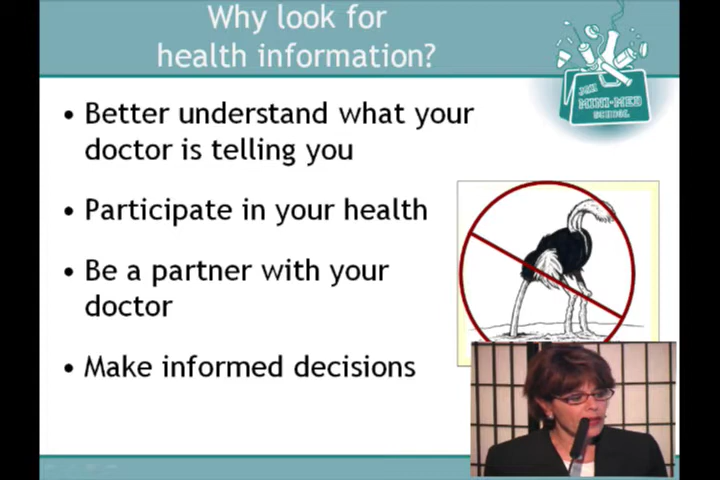 Why look for
health information?
JGH
MINI-MED
SCHOOL
• Better understand what your
doctor is telling you
• Participate in your health
• Be a partner with your
doctor
• Make informed decisions